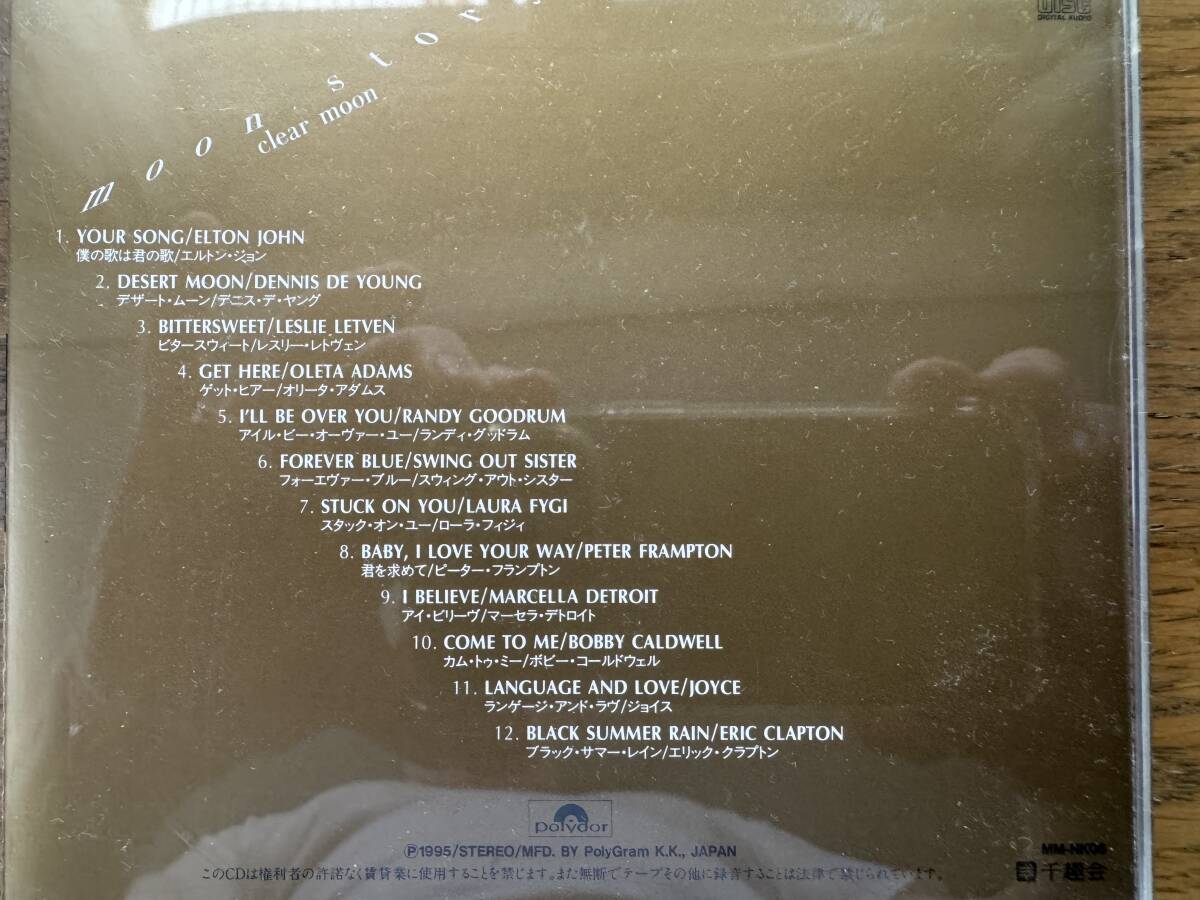 DISC
DIGITAL AUDIO
moonstor
clear moon
1. YOUR SONG/ELTON JOHN
僕の歌は君の歌/エルトン・ジョン
2. DESERT MOON/DENNIS DE YOUNG
デザート・ムーン/デニス・デ・ヤング
3. BITTERSWEET/LESLIE LETVEN
ビタースウィート/レスリー・レトヴェン
4. GET HERE/OLETA ADAMS
ゲット・ヒアー/オリータ・アダムス
5. I'LL BE OVER YOU/RANDY GOODRUM
アイル・ビー・オーヴァー・ユー/ランディ・グッドラム
6. FOREVER BLUE/SWING OUT SISTER
フォーエヴァー・ブルー/スウィング・アウト・シスター
7. STUCK ON YOU/LAURA FYGI
スタック・オン・ユー/ローラ・フィジィ
8. BABY, I LOVE YOUR WAY/PETER FRAMPTON
君を求めて/ピーター・フランプトン
9. I BELIEVE/MARCELLA DETROIT
アイ・ビリーヴ/マーセラ・デトロイト
10. COME TO ME/BOBBY CALDWELL
カム・トゥ・ミー/ボビー・コールドウェル
11. LANGUAGE AND LOVE/JOYCE
ランゲージ・アンド・ラヴ/ジョイス
12. BLACK SUMMER RAIN/ERIC CLAPTON
ブラック・サマー・レイン/エリック・クラプトン
polydor
℗1995/STEREO/MFD. BY PolyGram K.K., JAPAN
MM-NK06
このCDは権利者の許諾なく賃貸業に使用することを禁じます。また無断でテープその他に録音することは法律で禁じられています。
千趣会